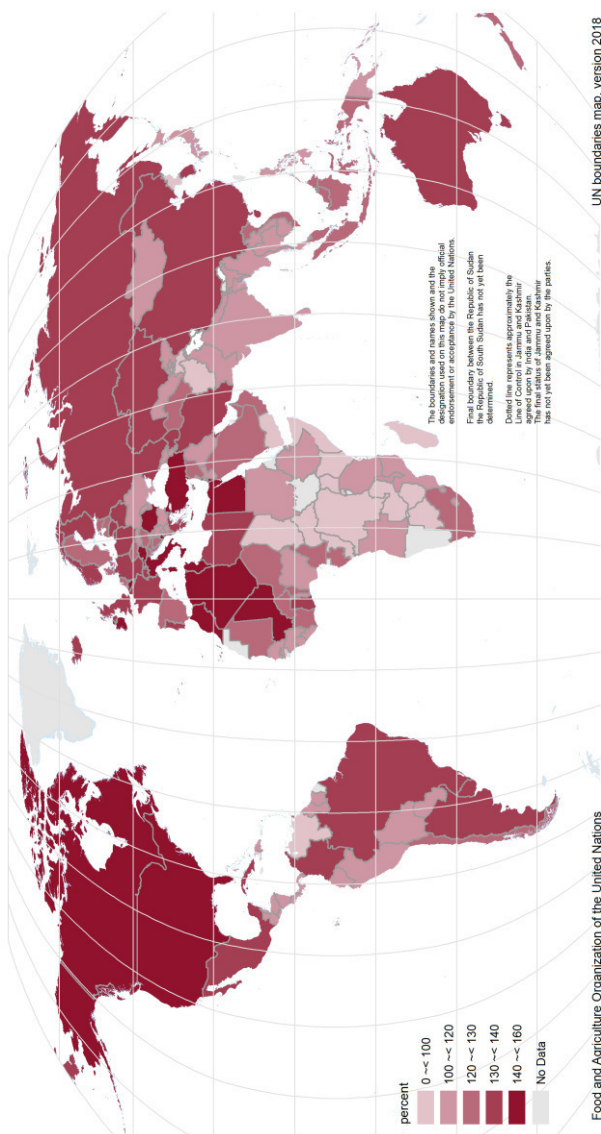 percent
0 ~< 100
100 ~< 120
120 ~< 130
130 ~< 140
140 ~< 160
No Data
The boundaries and names shown and the
designation used on this map do not imply official
endorsement or acceptance by the United Nations.
Final boundary between the Republic of Sudan
the Republic of South Sudan has not yet been
determined.
Dotted line represents approximately the
Line of Control in Jammu and Kashmir
agreed upon by India and Pakistan.
The final status of Jammu and Kashmir
has not yet been agreed upon by the parties.
Food and Agriculture Organization of the United Nations
UN boundaries map, version 2018